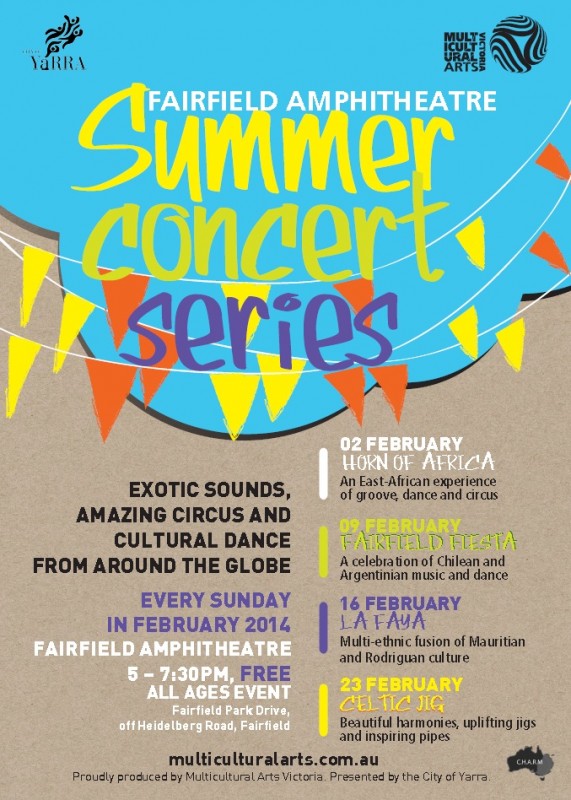 CITY OF
YaRRA
MULT
ICULT
URAL
ARTS
VICTORIA
FAIRFIELD AMPHITHEATRE
Summer
concert
series
EXOTIC SOUNDS,
AMAZING CIRCUS AND
CULTURAL DANCE
FROM AROUND THE GLOBE
EVERY SUNDAY
IN FEBRUARY 2014
FAIRFIELD AMPHITHEATRE
5 – 7:30PM, FREE
ALL AGES EVENT
Fairfield Park Drive,
off Heidelberg Road, Fairfield
02 FEBRUARY
HORN OF AFRICA
An East-African experience
of groove, dance and circus
09 FEBRUARY
FAIRFIELD FIESTA
A celebration of Chilean and
Argentinian music and dance
16 FEBRUARY
LA FAYA
Multi-ethnic fusion of Mauritian
and Rodriguan culture
23 FEBRUARY
CELTIC JIG
Beautiful harmonies, uplifting jigs
and inspiring pipes
multiculturalarts.com.au
Proudly produced by Multicultural Arts Victoria. Presented by the City of Yarra.
CHARM